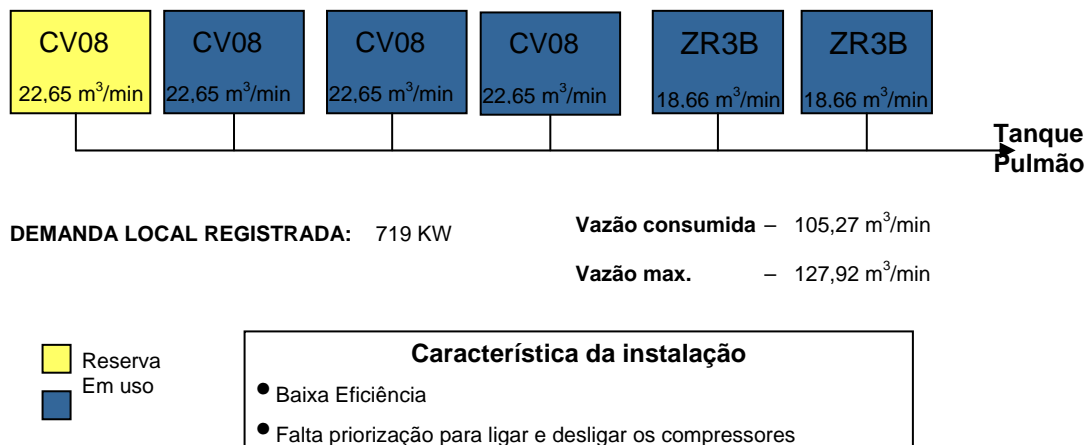 CV08 CV08 CV08 CV08 ZR3B ZR3B
22,65 m³/min 22,65 m³/min 22,65 m³/min 22,65 m³/min 18,66 m³/min 18,66 m³/min
Tanque
Pulmão
DEMANDA LOCAL REGISTRADA: 719 KW
Vazão consumida – 105,27 m³/min
Vazão max. – 127,92 m³/min
Reserva
Em uso
Característica da instalação
• Baixa Eficiência
• Falta priorização para ligar e desligar os compressores